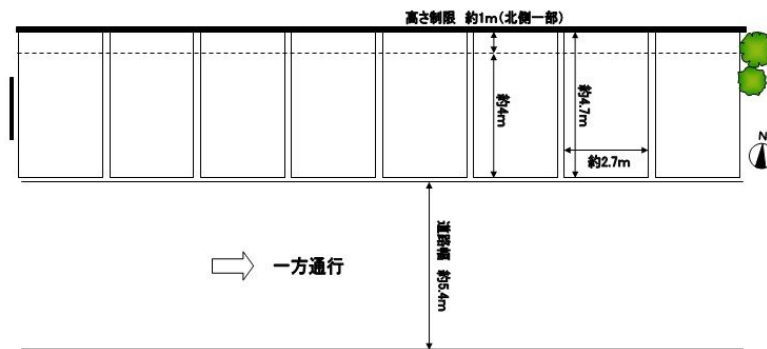 高さ制限 約1m(北側一部)
約4m
約4.7m
約2.7m
N
道路幅 約5.4m
一方通行